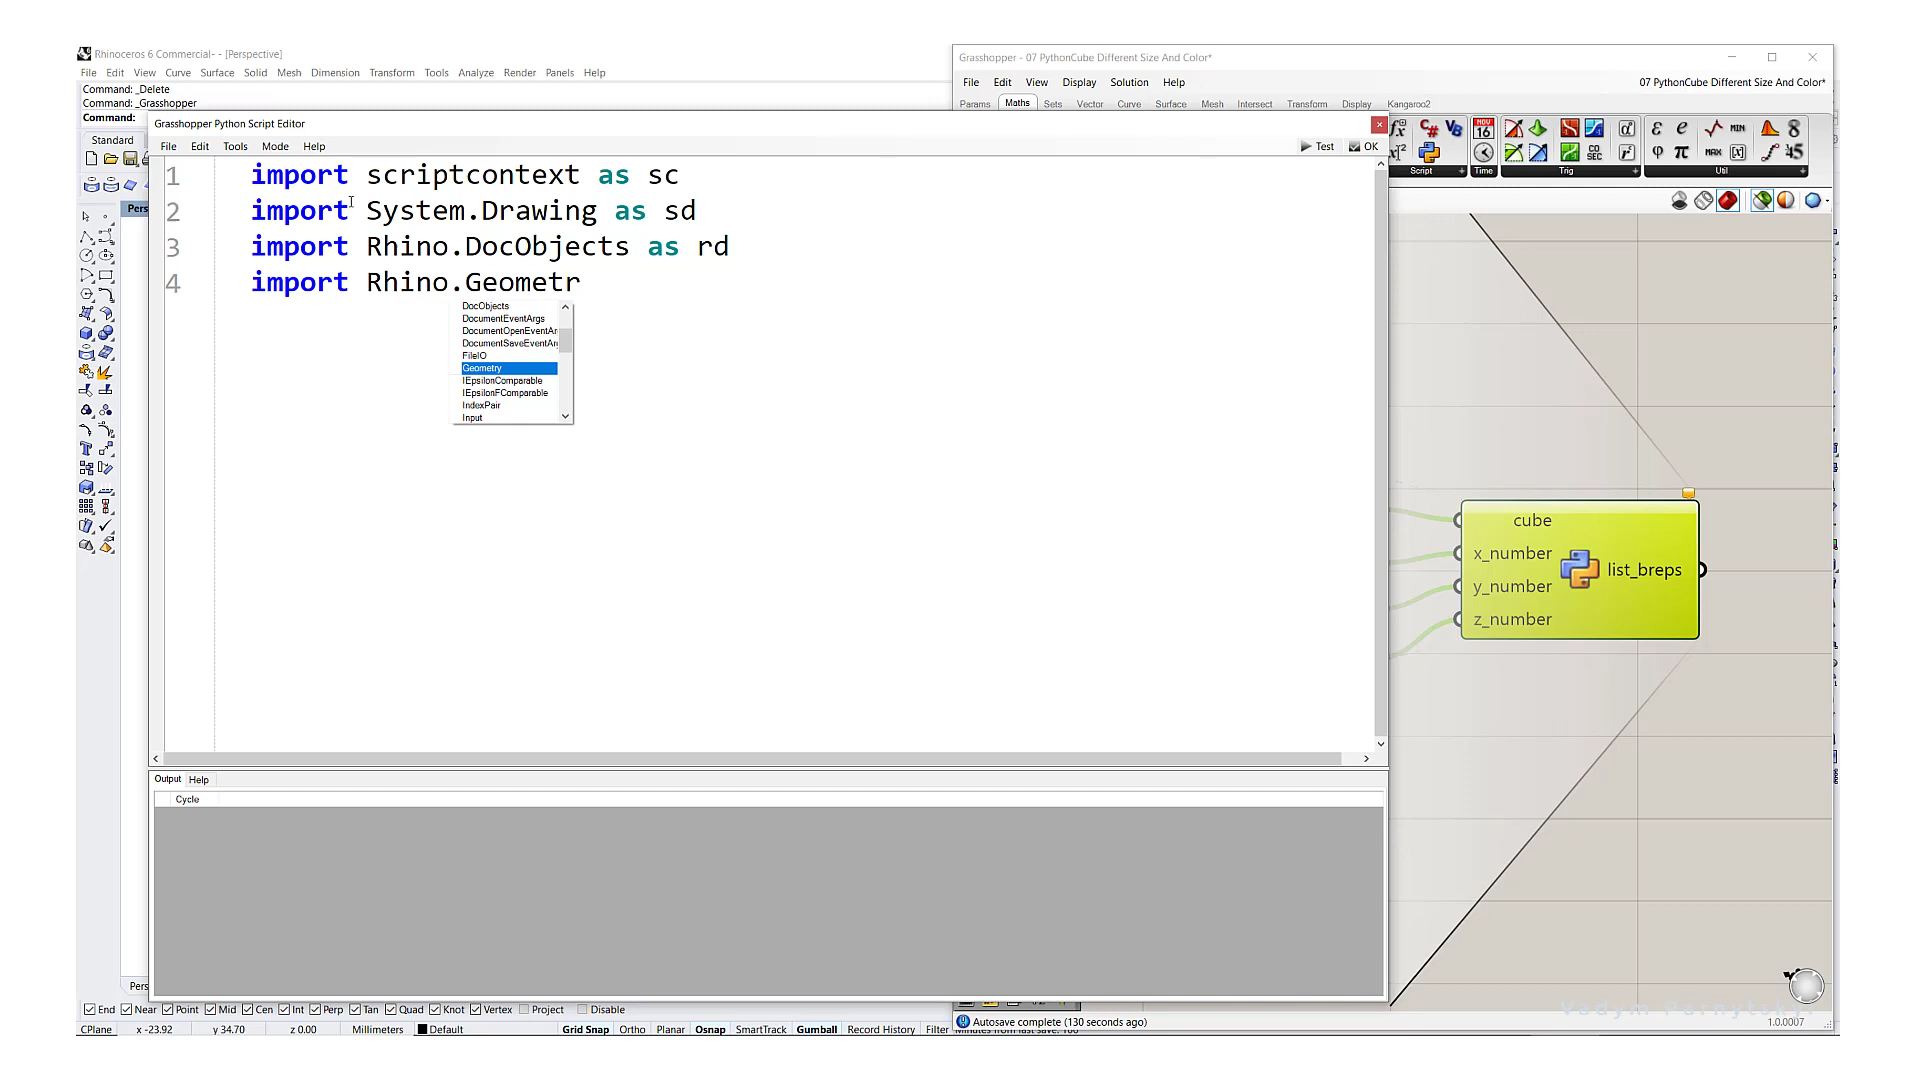 Rhinoceros 6 Commercial- - [Perspective]
File Edit View Curve Surface Solid Mesh Dimension Transform Tools Analyze Render Panels Help
Command: _Delete
Command: _Grasshopper
Command:
Standard
Grasshopper - 07 PythonCube Different Size And Color*
File Edit View Display Solution Help
07 PythonCube Different Size And Color*
Params Maths Sets Vector Curve Surface Mesh Intersect Transform Display Kangaroo2
Script Time Trig Util
Grasshopper Python Script Editor
File Edit Tools Mode Help
Test OK
1 import scriptcontext as sc
2 import System.Drawing as sd
3 import Rhino.DocObjects as rd
4 import Rhino.Geometr
DocObjects
DocumentEventArgs
DocumentOpenEventAr
DocumentSaveEventAr
FileIO
Geometry
IEpsilonComparable
IEpsilonFComparable
IndexPair
Input
Pers
cube
x_number
y_number
z_number
list_breps
Output Help
Cycle
Pers
End Near Point Mid Cen Int Perp Tan Quad Knot Vertex Project Disable
CPlane x -23.92 y 34.70 z 0.00 Millimeters Default Grid Snap Ortho Planar Osnap SmartTrack Gumball Record History Filter
Autosave complete (130 seconds ago)
1.0.0007